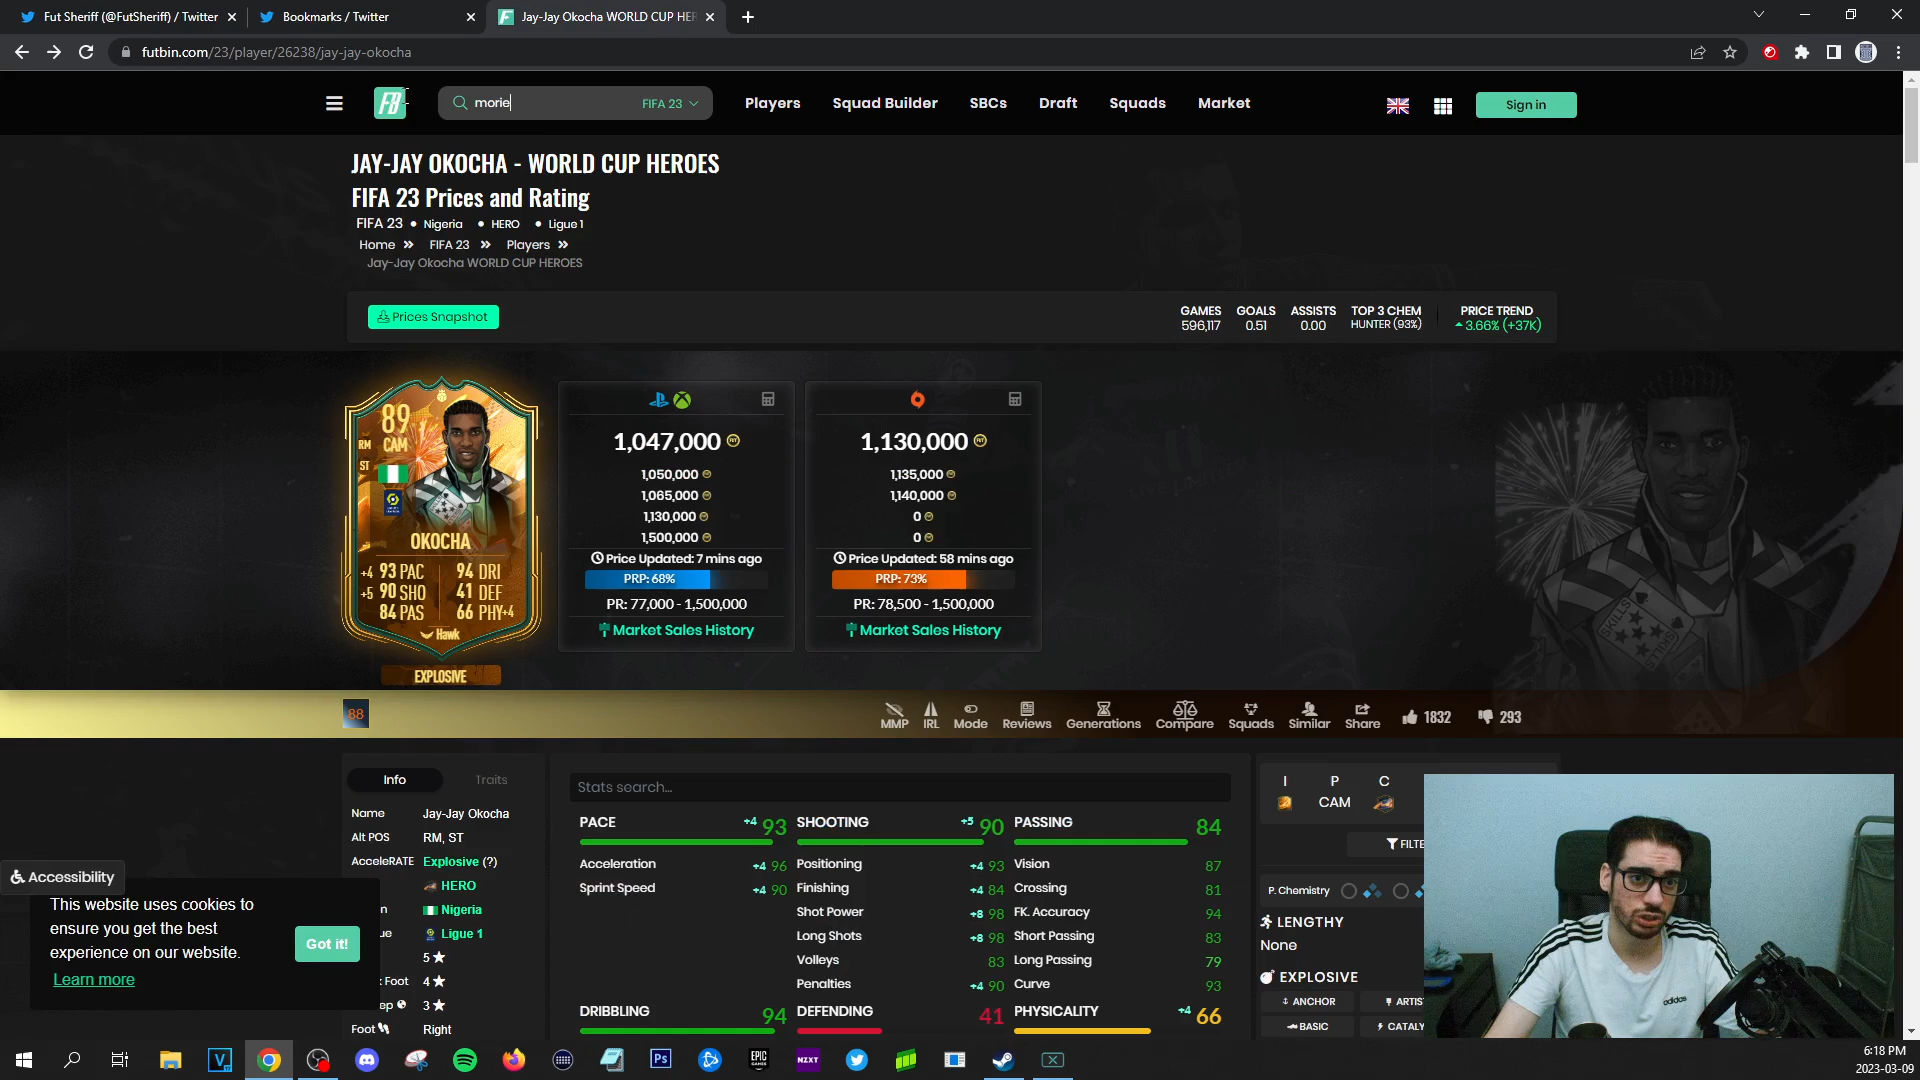 Fut Sheriff (@FutSheriff) / Twitter
Bookmarks / Twitter
Jay-Jay Okocha WORLD CUP HER
futbin.com/23/player/26238/jay-jay-okocha
FB
morie
FIFA 23
Players
Squad Builder
SBCs
Draft
Squads
Market
Sign in
JAY-JAY OKOCHA - WORLD CUP HEROES
FIFA 23 Prices and Rating
FIFA 23 • Nigeria • HERO • Ligue 1
Home » FIFA 23 » Players »
Jay-Jay Okocha WORLD CUP HEROES
Prices Snapshot
GAMES GOALS ASSISTS TOP 3 CHEM PRICE TREND
596,117 0.51 0.00 HUNTER (93%) 3.66% (+37K)
89
CAM
RM
ST
OKOCHA
+4 93 PAC 94 DRI
+5 90 SHO 41 DEF
84 PAS 66 PHY+4
Hawk
EXPLOSIVE
1,047,000
1,050,000
1,065,000
1,130,000
1,500,000
Price Updated: 7 mins ago
PRP: 68%
PR: 77,000 - 1,500,000
Market Sales History
1,130,000
1,135,000
1,140,000
0
0
Price Updated: 58 mins ago
PRP: 73%
PR: 78,500 - 1,500,000
Market Sales History
SKILLS
88
MMP IRL Mode Reviews Generations Compare Squads Similar Share 1832 293
Info Traits
Name Jay-Jay Okocha
Alt POS RM, ST
AcceleRATE Explosive (?)
HERO
n Nigeria
ue Ligue 1
5 ★
Foot 4 ★
ep 3 ★
Foot Right
Stats search...
PACE +4 93
Acceleration +4 96
Sprint Speed +4 90
SHOOTING +5 90
Positioning +4 93
Finishing +4 84
Shot Power +8 98
Long Shots +8 98
Volleys 83
Penalties +4 90
PASSING 84
Vision 87
Crossing 81
FK. Accuracy 94
Short Passing 83
Long Passing 79
Curve 93
DRIBBLING 94
DEFENDING 41
PHYSICALITY +4 66
I P C
CAM
FILTE
P. Chemistry
LENGTHY
None
EXPLOSIVE
ANCHOR ARTIS
BASIC CATALY
Accessibility
This website uses cookies to
ensure you get the best
experience on our website.
Learn more
Got it!
adidas
V
Ps
EPIC
GAMES
NZXT
6:18 PM
2023-03-09